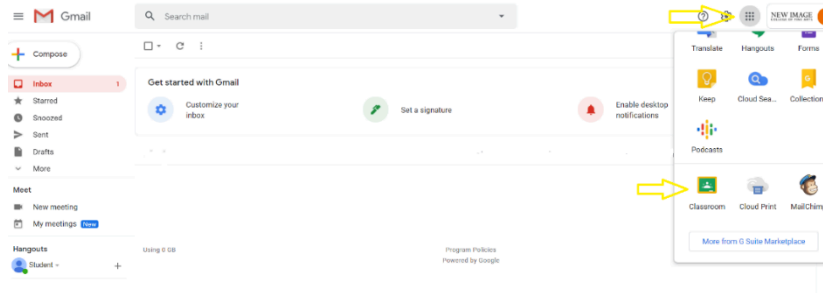 Gmail
Search mail
NEW IMAGE
Compose
Inbox 1
Starred
Snoozed
Sent
Drafts
More
Meet
New meeting
My meetings New
Hangouts
Student
Get started with Gmail
Customize your
inbox
Set a signature
Enable desktop
notifications
Using 0 GB
Program Policies
Powered by Google
Translate Hangouts Forms
Keep Cloud Sea... Collection
Podcasts
Classroom Cloud Print MailChimp
More from G Suite Marketplace